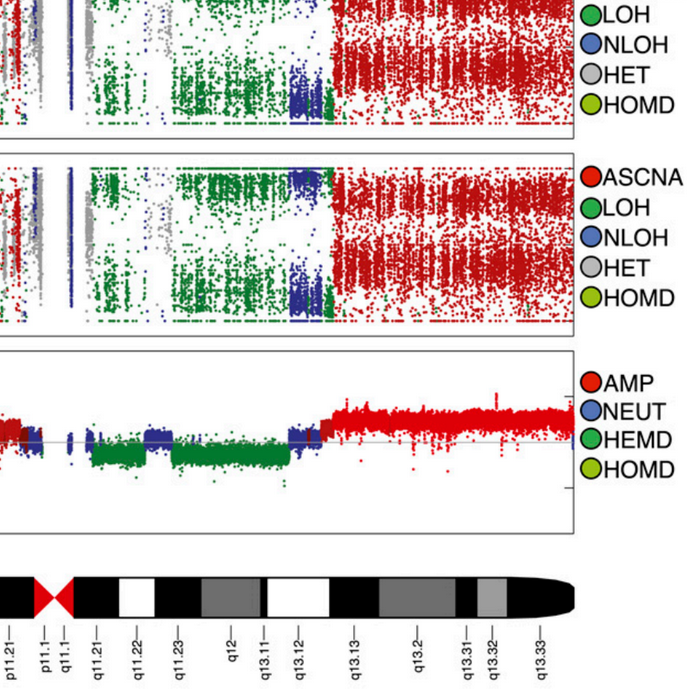 LOH
NLOH
HET
HOMD
ASCNA
LOH
NLOH
HET
HOMD
AMP
NEUT
HEMD
HOMD
p11.21
p11.1
q11.1
q11.21
q11.22
q11.23
q12
q13.11
q13.12
q13.13
q13.2
q13.31
q13.32
q13.33